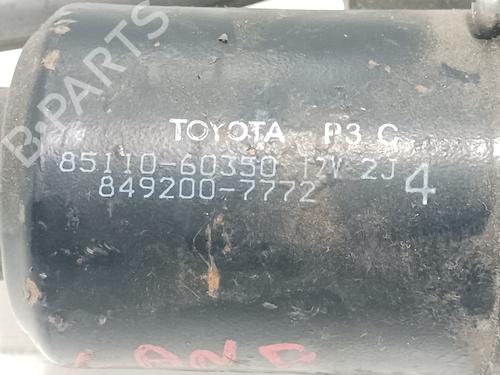 B-PARTS
TOYOTA P3 C
85110-60350 12V 2J 4
849200-7772